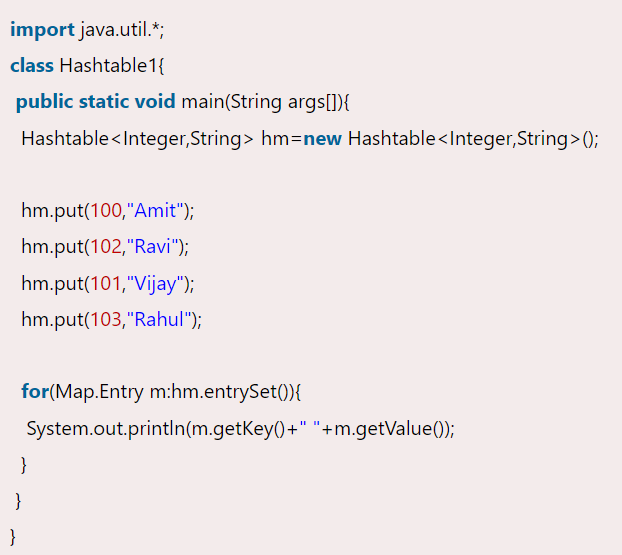 import java.util.*;
class Hashtable1{
public static void main(String args[]){
Hashtable<Integer,String> hm=new Hashtable<Integer,String>();
hm.put(100,"Amit");
hm.put(102,"Ravi");
hm.put(101,"Vijay");
hm.put(103,"Rahul");
for(Map.Entry m:hm.entrySet()){
System.out.println(m.getKey()+" "+m.getValue());
}
}
}